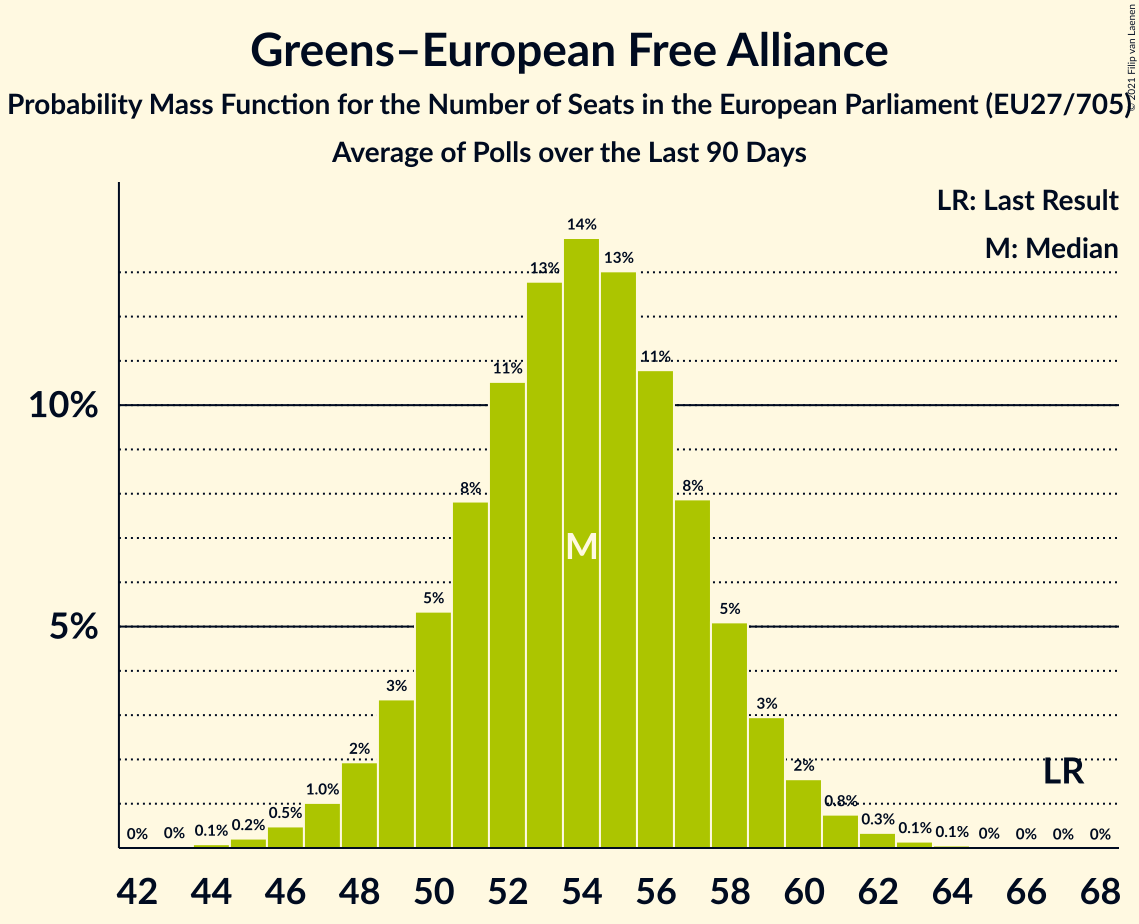 Greens–European Free Alliance
Probability Mass Function for the Number of Seats in the European Parliament (EU27/705)
Average of Polls over the Last 90 Days
© 2021 Filip van Laenen
LR: Last Result
M: Median
10%
5%
0% 0% 0.1% 0.2% 0.5% 1.0% 2% 3% 5% 8% 11% 13% 14% 13% 11% 8% 5% 3% 2% 0.8% 0.3% 0.1% 0.1% 0% 0% 0% 0%
M
LR
42 44 46 48 50 52 54 56 58 60 62 64 66 68